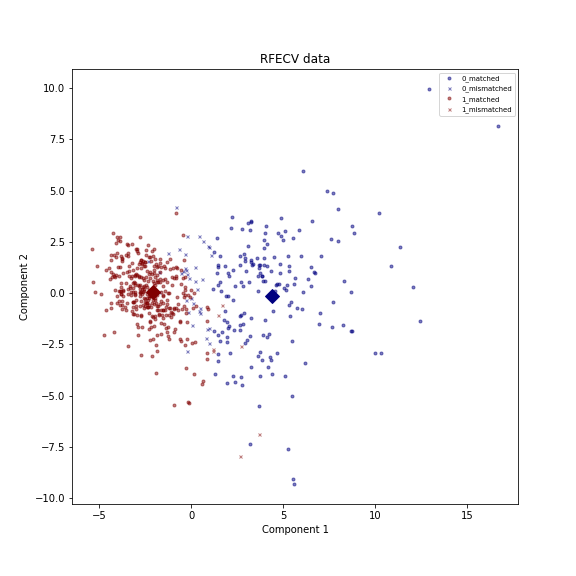 RFECV data
0_matched
0_mismatched
1_matched
1_mismatched
10.0
7.5
5.0
2.5
0.0
−2.5
−5.0
−7.5
−10.0
Component 2
−5
0
5
10
15
Component 1